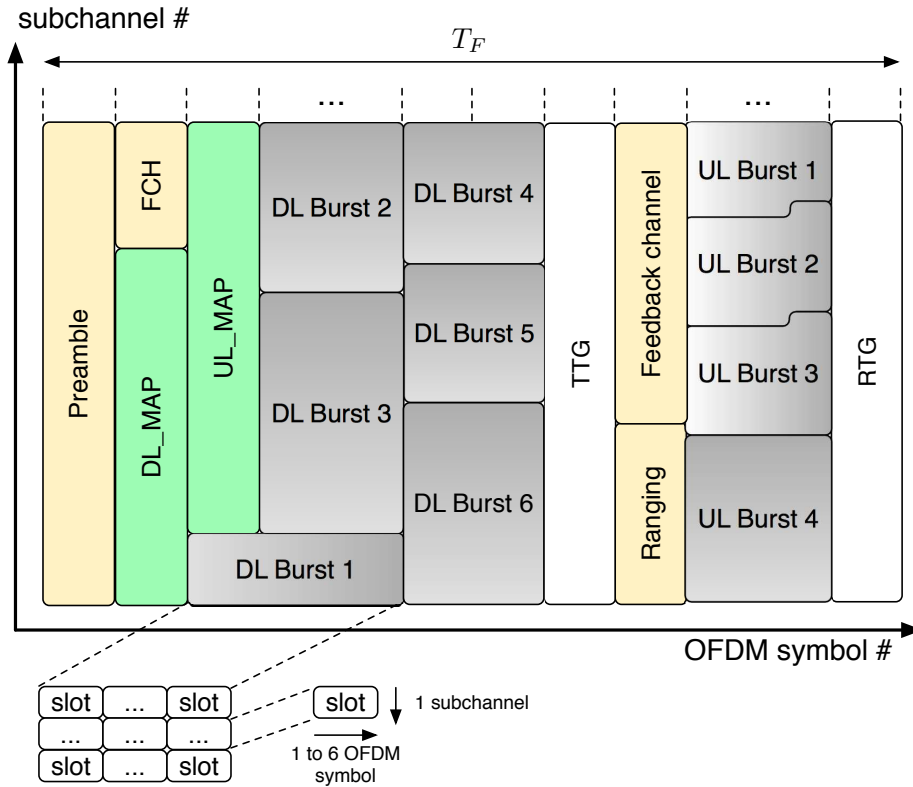 subchannel #
T_F
...
...
Preamble
FCH
DL_MAP
UL_MAP
DL Burst 2
DL Burst 3
DL Burst 1
DL Burst 4
DL Burst 5
DL Burst 6
TTG
Feedback channel
Ranging
UL Burst 1
UL Burst 2
UL Burst 3
UL Burst 4
RTG
OFDM symbol #
slot ... slot
... ... ...
slot ... slot
slot
1 subchannel
1 to 6 OFDM
symbol